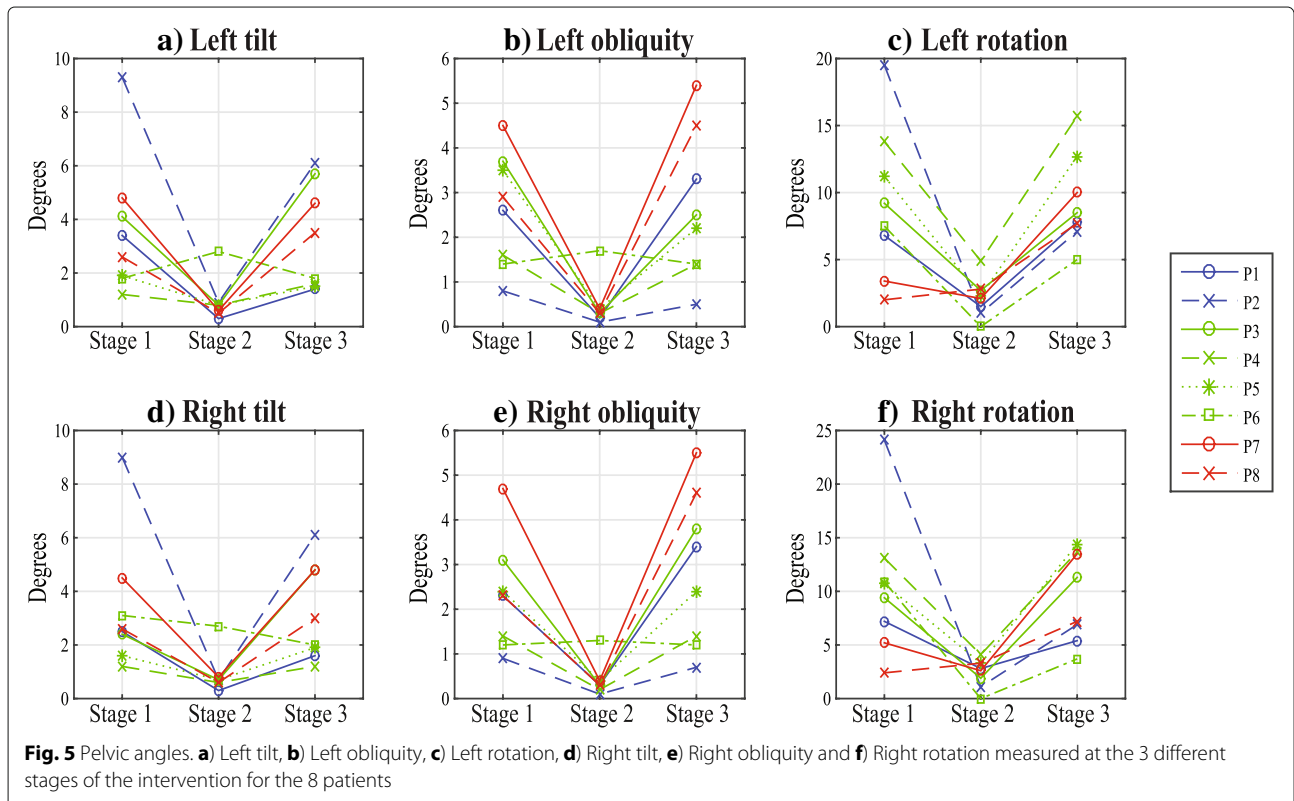 a) Left tilt
b) Left obliquity
c) Left rotation
10
8
6
4
2
0
Degrees
Stage 1 Stage 2 Stage 3
6
5
4
3
2
1
0
Degrees
Stage 1 Stage 2 Stage 3
20
15
10
5
0
Degrees
Stage 1 Stage 2 Stage 3
P1
P2
P3
P4
P5
P6
P7
P8
d) Right tilt
e) Right obliquity
f) Right rotation
10
8
6
4
2
0
Degrees
Stage 1 Stage 2 Stage 3
6
5
4
3
2
1
0
Degrees
Stage 1 Stage 2 Stage 3
25
20
15
10
5
0
Degrees
Stage 1 Stage 2 Stage 3
Fig. 5 Pelvic angles. a) Left tilt, b) Left obliquity, c) Left rotation, d) Right tilt, e) Right obliquity and f) Right rotation measured at the 3 different
stages of the intervention for the 8 patients